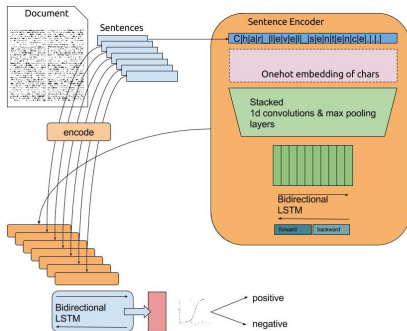 Document
Sentences
Sentence Encoder
C|h|a|r|_|l|e|v|e|l|_|s|e|n|t|e|n|c|e|.|.|.|
Onehot embedding of chars
Stacked
1d convolutions & max pooling
layers
encode
Bidirectional
LSTM
forward backward
Bidirectional
LSTM
positive
negative